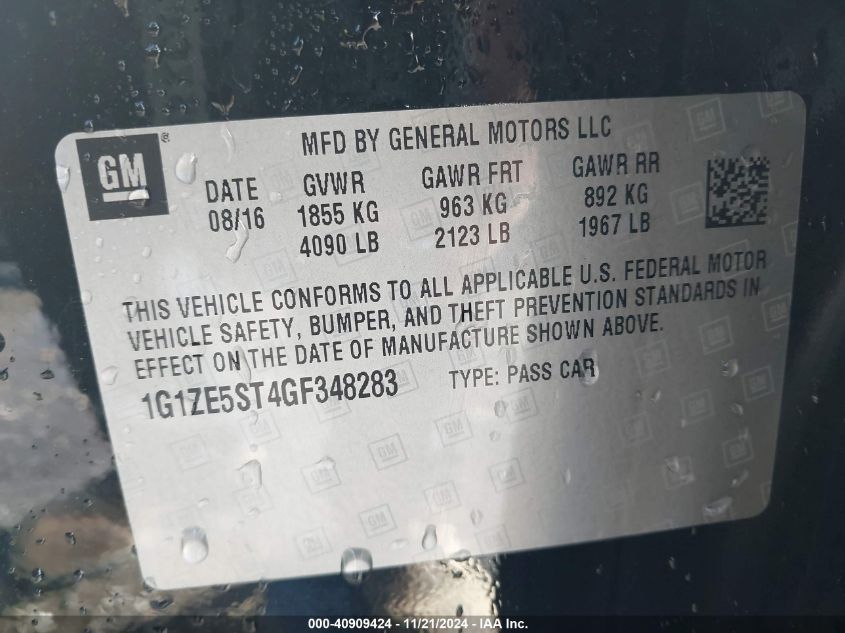 GM
MFD BY GENERAL MOTORS LLC
DATE GVWR GAWR FRT GAWR RR
08/16 1855 KG 963 KG 892 KG
4090 LB 2123 LB 1967 LB
THIS VEHICLE CONFORMS TO ALL APPLICABLE U.S. FEDERAL MOTOR
VEHICLE SAFETY, BUMPER, AND THEFT PREVENTION STANDARDS IN
EFFECT ON THE DATE OF MANUFACTURE SHOWN ABOVE.
1G1ZE5ST4GF348283 TYPE: PASS CAR
000-40909424 - 11/21/2024 - IAA Inc.